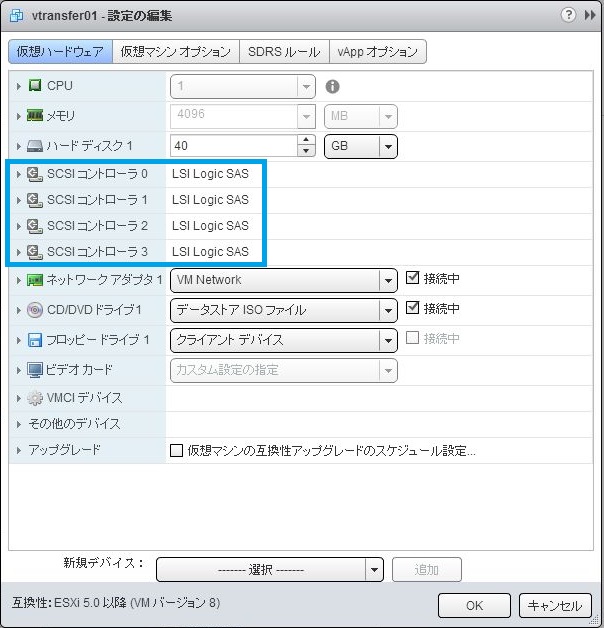 vtransfer01 - 設定の編集
仮想ハードウェア 仮想マシン オプション SDRS ルール vApp オプション
CPU 1
メモリ 4096 MB
ハード ディスク 1 40 GB
SCSI コントローラ 0 LSI Logic SAS
SCSI コントローラ 1 LSI Logic SAS
SCSI コントローラ 2 LSI Logic SAS
SCSI コントローラ 3 LSI Logic SAS
ネットワーク アダプタ 1 VM Network 接続中
CD/DVD ドライブ 1 データストア ISO ファイル 接続中
フロッピー ドライブ 1 クライアント デバイス 接続中
ビデオ カード カスタム設定の指定
VMCI デバイス
その他のデバイス
アップグレード 仮想マシンの互換性アップグレードのスケジュール設定...
新規デバイス： ------- 選択 ------- 追加
互換性: ESXi 5.0 以降 (VM バージョン 8) OK キャンセル